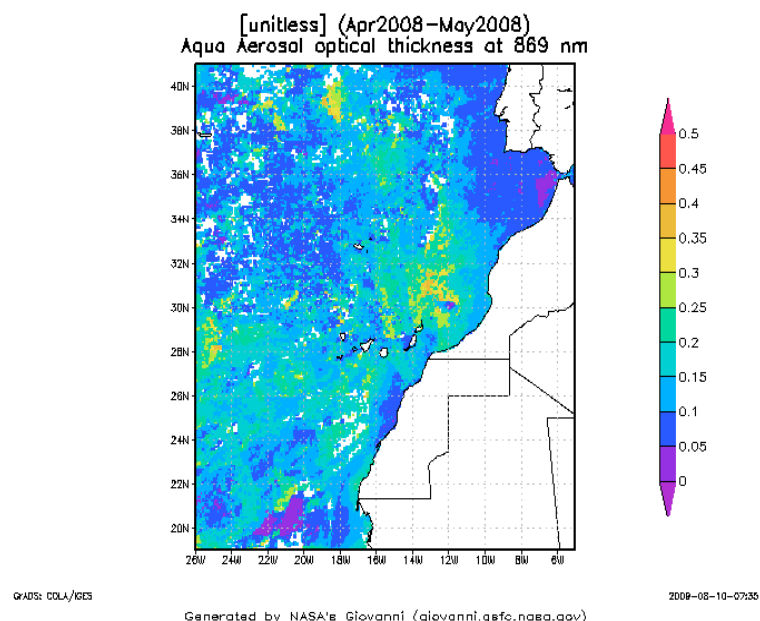 [unitless] (Apr2008-May2008)
Aqua Aerosol optical thickness at 869 nm
40N
38N
36N
34N
32N
30N
28N
26N
24N
22N
20N
26W 24W 22W 20W 18W 16W 14W 12W 10W 8W 6W
0.5
0.45
0.4
0.35
0.3
0.25
0.2
0.15
0.1
0.05
0
GrADS: COLA/IGES
2009-08-10-07:35
Generated by NASA's Giovanni (giovanni.gsfc.nasa.gov)